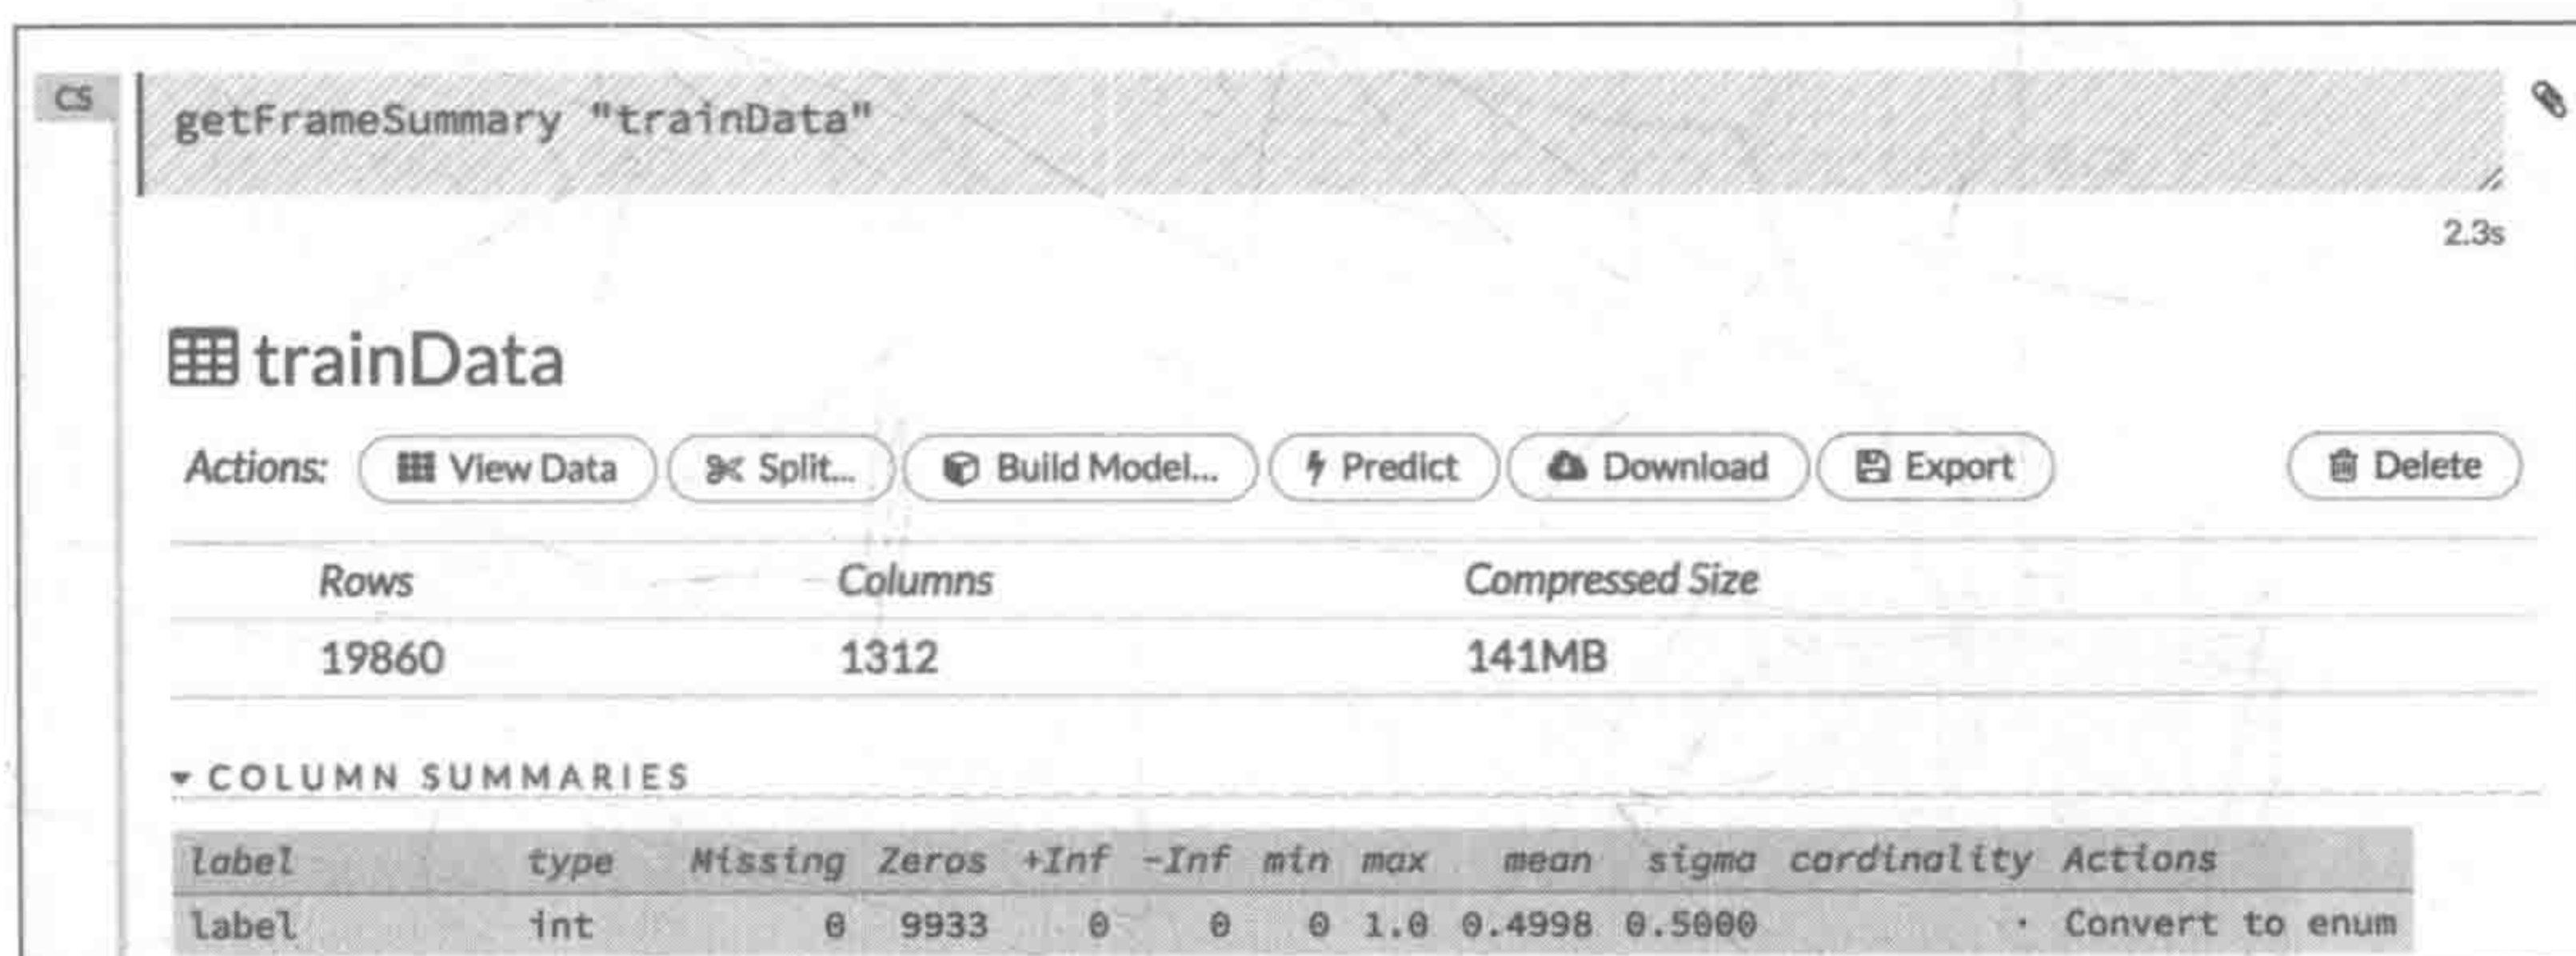 CS
getFrameSummary "trainData"
2.3s
trainData
Actions: View Data Split... Build Model... Predict Download Export Delete
Rows Columns Compressed Size
19860 1312 141MB
COLUMN SUMMARIES
label type Missing Zeros +Inf -Inf min max mean sigma cardinality Actions
label int 0 9933 0 0 0 1.0 0.4998 0.5000 · Convert to enum